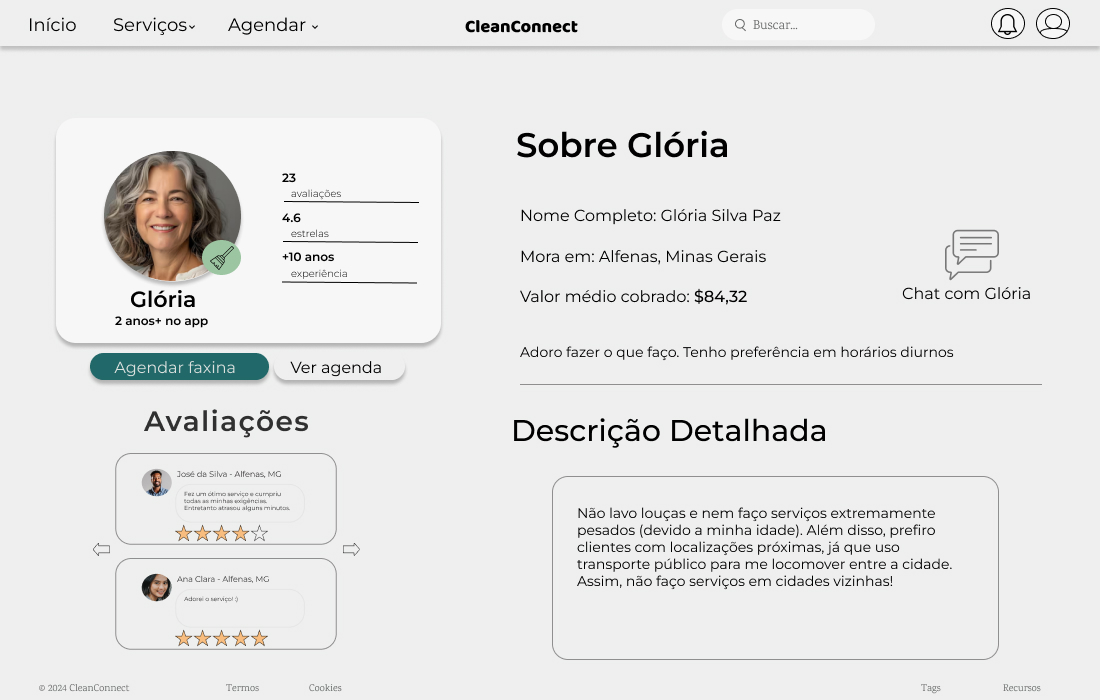 Início Serviços Agendar CleanConnect Buscar...
23
avaliações
4.6
estrelas
+10 anos
experiência
Glória
2 anos+ no app
Agendar faxina Ver agenda
Avaliações
José da Silva - Alfenas, MG
Fez um ótimo serviço e cumpriu
todas as minhas exigências.
Entretanto atrasou alguns minutos.
Ana Clara - Alfenas, MG
Adorei o serviço! :)
Sobre Glória
Nome Completo: Glória Silva Paz
Mora em: Alfenas, Minas Gerais
Valor médio cobrado: $84,32
Chat com Glória
Adoro fazer o que faço. Tenho preferência em horários diurnos
Descrição Detalhada
Não lavo louças e nem faço serviços extremamente
pesados (devido a minha idade). Além disso, prefiro
clientes com localizações próximas, já que uso
transporte público para me locomover entre a cidade.
Assim, não faço serviços em cidades vizinhas!
© 2024 CleanConnect Termos Cookies Tags Recursos